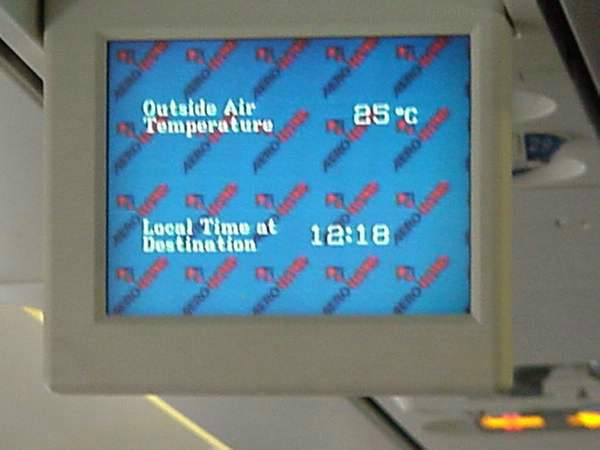 Outside Air
Temperature 25 °C
Local Time at
Destination 12:18